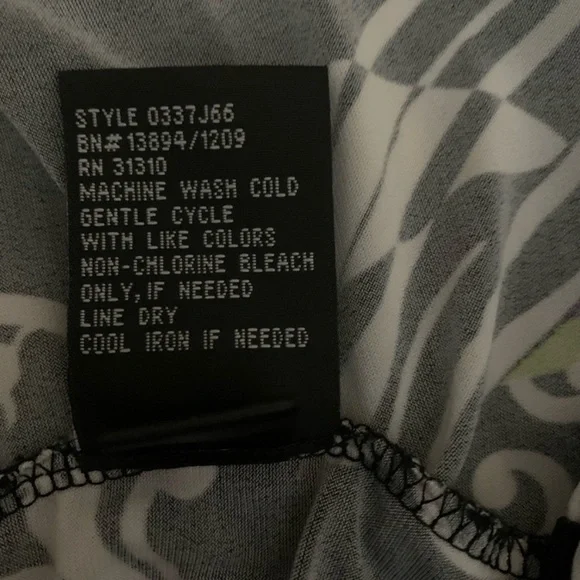 STYLE 0337J66
BN# 13894/1209
RN 31310
MACHINE WASH COLD
GENTLE CYCLE
WITH LIKE COLORS
NON-CHLORINE BLEACH
ONLY, IF NEEDED
LINE DRY
COOL IRON IF NEEDED